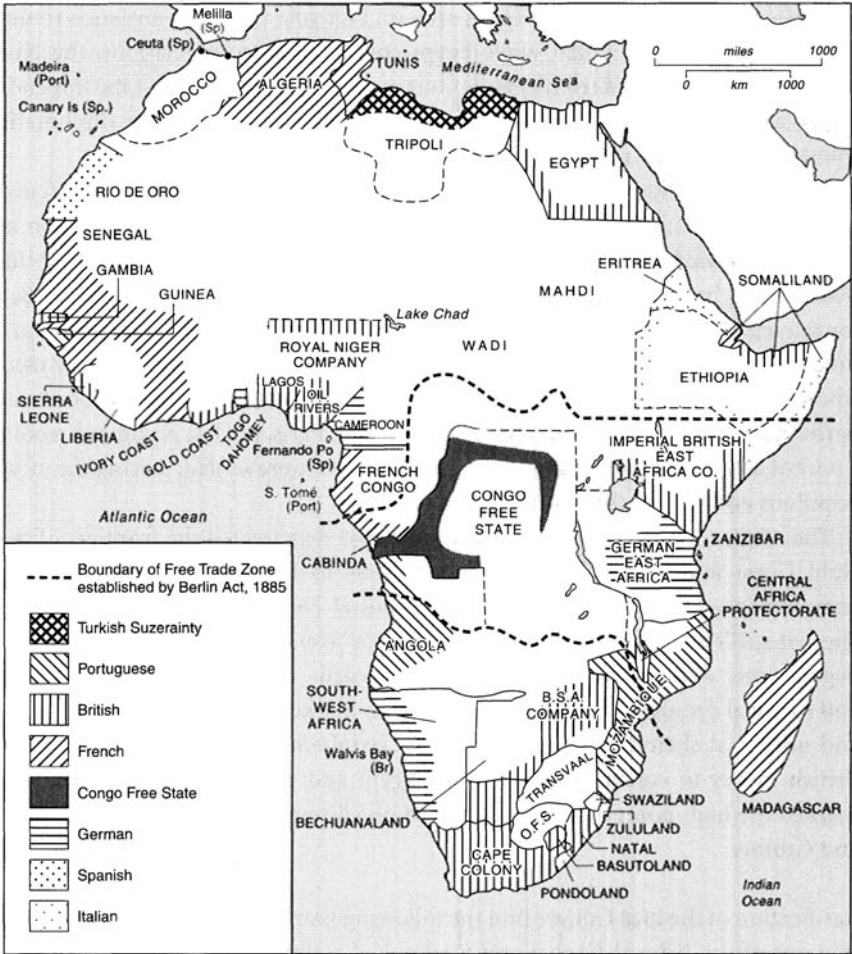 Melilla
(Sp)
Ceuta (Sp)
Madeira
(Port)
Canary Is (Sp.)
MOROCCO
ALGERIA
TUNIS
Mediterranean Sea
0 miles 1000
0 km 1000
TRIPOLI
EGYPT
RIO DE ORO
SENEGAL
GAMBIA
GUINEA
ERITREA
SOMALILAND
MAHDI
Lake Chad
WADI
ROYAL NIGER
COMPANY
ETHIOPIA
LAGOS
OIL
RIVERS
SIERRA
LEONE
LIBERIA
IVORY COAST
GOLD COAST
TOGO
DAHOMEY
CAMEROON
Fernando Po
(Sp)
S. Tomé
(Port)
FRENCH
CONGO
IMPERIAL BRITISH
EAST
AFRICA CO.
CONGO
FREE
STATE
Atlantic Ocean
CABINDA
GERMAN
EAST
AFRICA
ZANZIBAR
CENTRAL
AFRICA
PROTECTORATE
ANGOLA
SOUTH-
WEST
AFRICA
B.S.A.
COMPANY
MOZAMBIQUE
Walvis Bay
(Br)
TRANSVAAL
MADAGASCAR
BECHUANALAND
O.F.S.
SWAZILAND
ZULULAND
NATAL
BASUTOLAND
CAPE
COLONY
PONDOLAND
Indian
Ocean
Boundary of Free Trade Zone
established by Berlin Act, 1885
Turkish Suzerainty
Portuguese
British
French
Congo Free State
German
Spanish
Italian